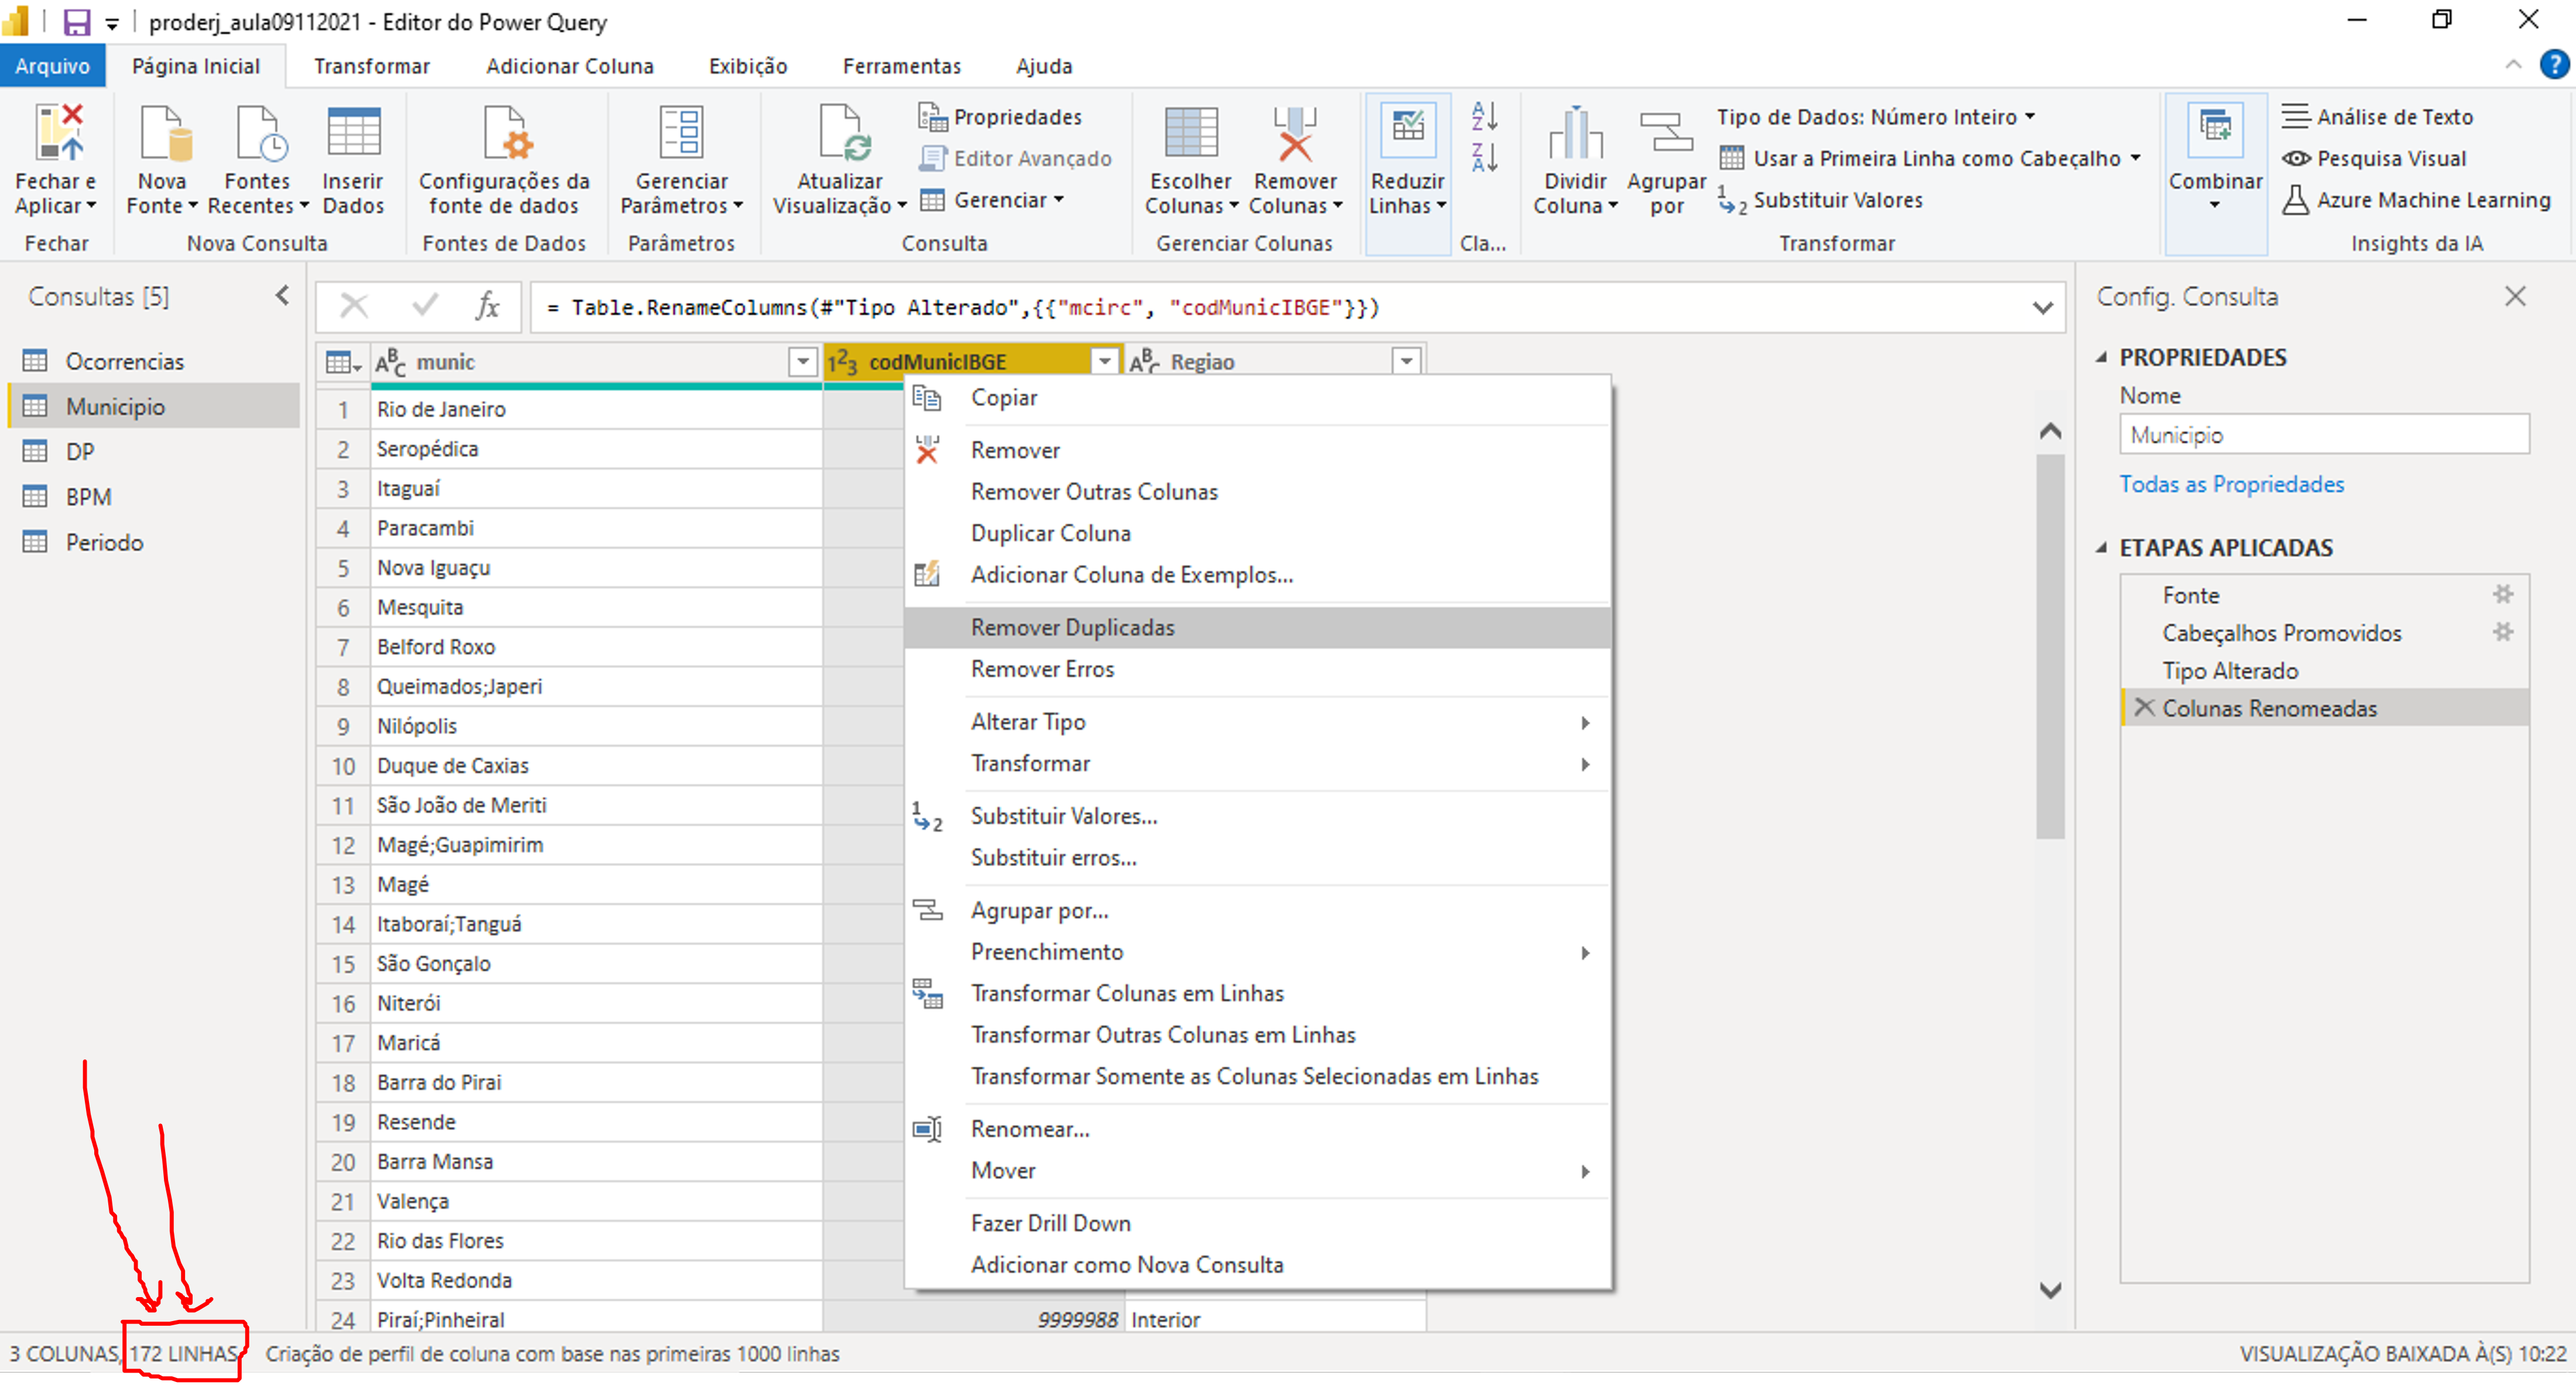 proderj_aula09112021 - Editor do Power Query
Arquivo Página Inicial Transformar Adicionar Coluna Exibição Ferramentas Ajuda
Fechar e Aplicar
Fechar
Nova Fonte
Fontes Recentes
Inserir Dados
Nova Consulta
Configurações da fonte de dados
Fontes de Dados
Gerenciar Parâmetros
Parâmetros
Atualizar Visualização
Propriedades
Editor Avançado
Gerenciar
Consulta
Escolher Colunas
Remover Colunas
Gerenciar Colunas
Reduzir Linhas
A Z
Z A
Cla...
Dividir Coluna
Agrupar por
Tipo de Dados: Número Inteiro
Usar a Primeira Linha como Cabeçalho
1 2 Substituir Valores
Transformar
Combinar
Análise de Texto
Pesquisa Visual
Azure Machine Learning
Insights da IA
Consultas [5]
Ocorrencias
Municipio
DP
BPM
Periodo
fx = Table.RenameColumns(#"Tipo Alterado",{{"mcirc", "codMunicIBGE"}})
ABC munic 123 codMunicIBGE ABC Regiao
1 Rio de Janeiro
2 Seropédica
3 Itaguaí
4 Paracambi
5 Nova Iguaçu
6 Mesquita
7 Belford Roxo
8 Queimados;Japeri
9 Nilópolis
10 Duque de Caxias
11 São João de Meriti
12 Magé;Guapimirim
13 Magé
14 Itaboraí;Tanguá
15 São Gonçalo
16 Niterói
17 Maricá
18 Barra do Pirai
19 Resende
20 Barra Mansa
21 Valença
22 Rio das Flores
23 Volta Redonda
24 Piraí;Pinheiral 9999988 Interior
Copiar
Remover
Remover Outras Colunas
Duplicar Coluna
Adicionar Coluna de Exemplos...
Remover Duplicadas
Remover Erros
Alterar Tipo
Transformar
1 2 Substituir Valores...
Substituir erros...
Agrupar por...
Preenchimento
Transformar Colunas em Linhas
Transformar Outras Colunas em Linhas
Transformar Somente as Colunas Selecionadas em Linhas
Renomear...
Mover
Fazer Drill Down
Adicionar como Nova Consulta
Config. Consulta
PROPRIEDADES
Nome
Municipio
Todas as Propriedades
ETAPAS APLICADAS
Fonte
Cabeçalhos Promovidos
Tipo Alterado
Colunas Renomeadas
3 COLUNAS, 172 LINHAS Criação de perfil de coluna com base nas primeiras 1000 linhas VISUALIZAÇÃO BAIXADA À(S) 10:22